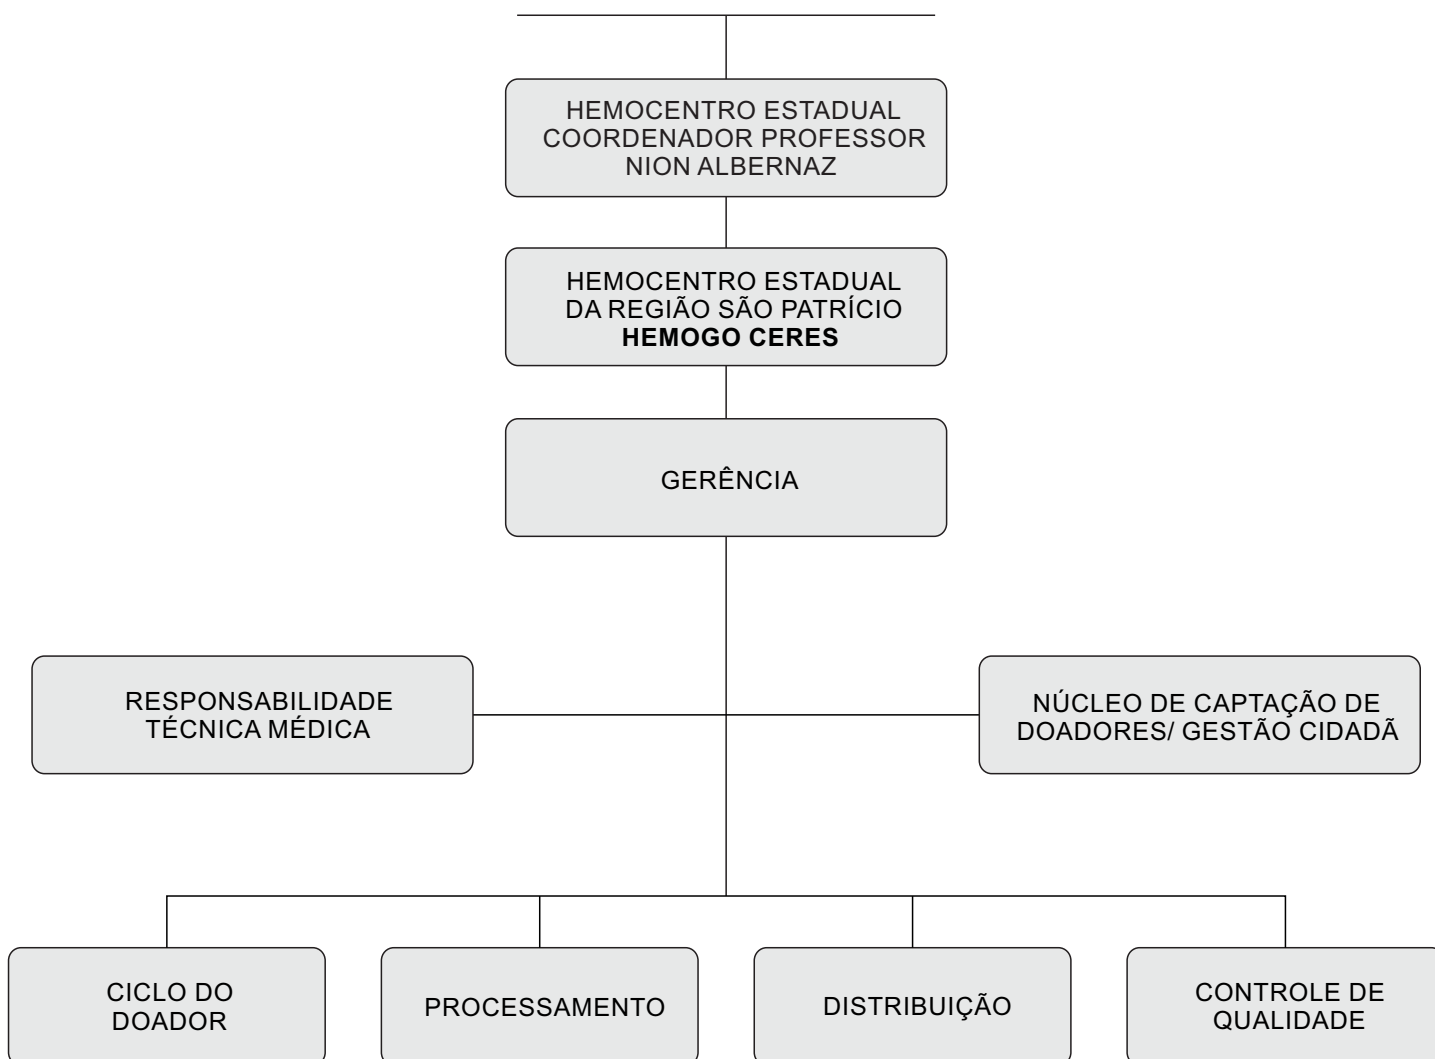 HEMOCENTRO ESTADUAL
COORDENADOR PROFESSOR
NION ALBERNAZ
HEMOCENTRO ESTADUAL
DA REGIÃO SÃO PATRÍCIO
HEMOGO CERES
GERÊNCIA
RESPONSABILIDADE
TÉCNICA MÉDICA
NÚCLEO DE CAPTAÇÃO DE
DOADORES/ GESTÃO CIDADÃ
CICLO DO
DOADOR
PROCESSAMENTO
DISTRIBUIÇÃO
CONTROLE DE
QUALIDADE